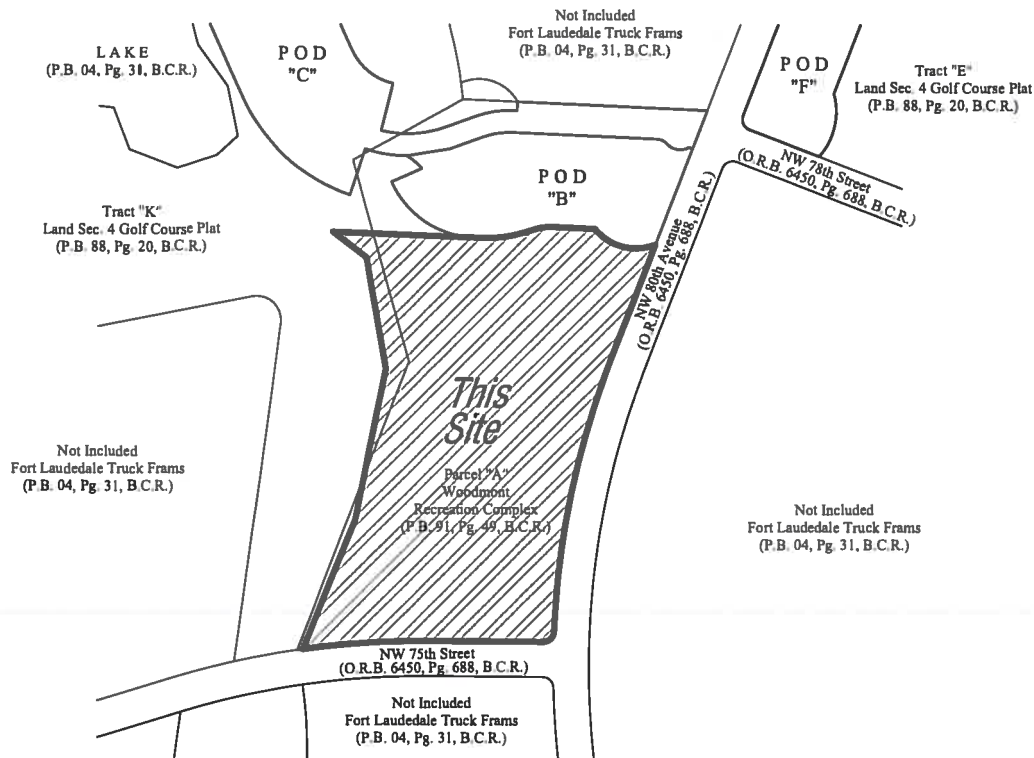 Not Included
Fort Laudedale Truck Frams
(P.B. 04, Pg. 31, B.C.R.)
LAKE
(P.B. 04, Pg. 31, B.C.R.)
POD
"C"
POD
"F"
Tract "E"
Land Sec. 4 Golf Course Plat
(P.B. 88, Pg. 20, B.C.R.)
NW 78th Street
(O.R.B. 6450, Pg. 688, B.C.R.)
POD
"B"
Tract "K"
Land Sec. 4 Golf Course Plat
(P.B. 88, Pg. 20, B.C.R.)
NW 80th Avenue
(O.R.B. 6450, Pg. 688, B.C.R.)
This
Site
Parcel "A"
Woodmont
Recreation Complex
(P.B. 91, Pg. 49, B.C.R.)
Not Included
Fort Laudedale Truck Frams
(P.B. 04, Pg. 31, B.C.R.)
Not Included
Fort Laudedale Truck Frams
(P.B. 04, Pg. 31, B.C.R.)
NW 75th Street
(O.R.B. 6450, Pg. 688, B.C.R.)
Not Included
Fort Laudedale Truck Frams
(P.B. 04, Pg. 31, B.C.R.)